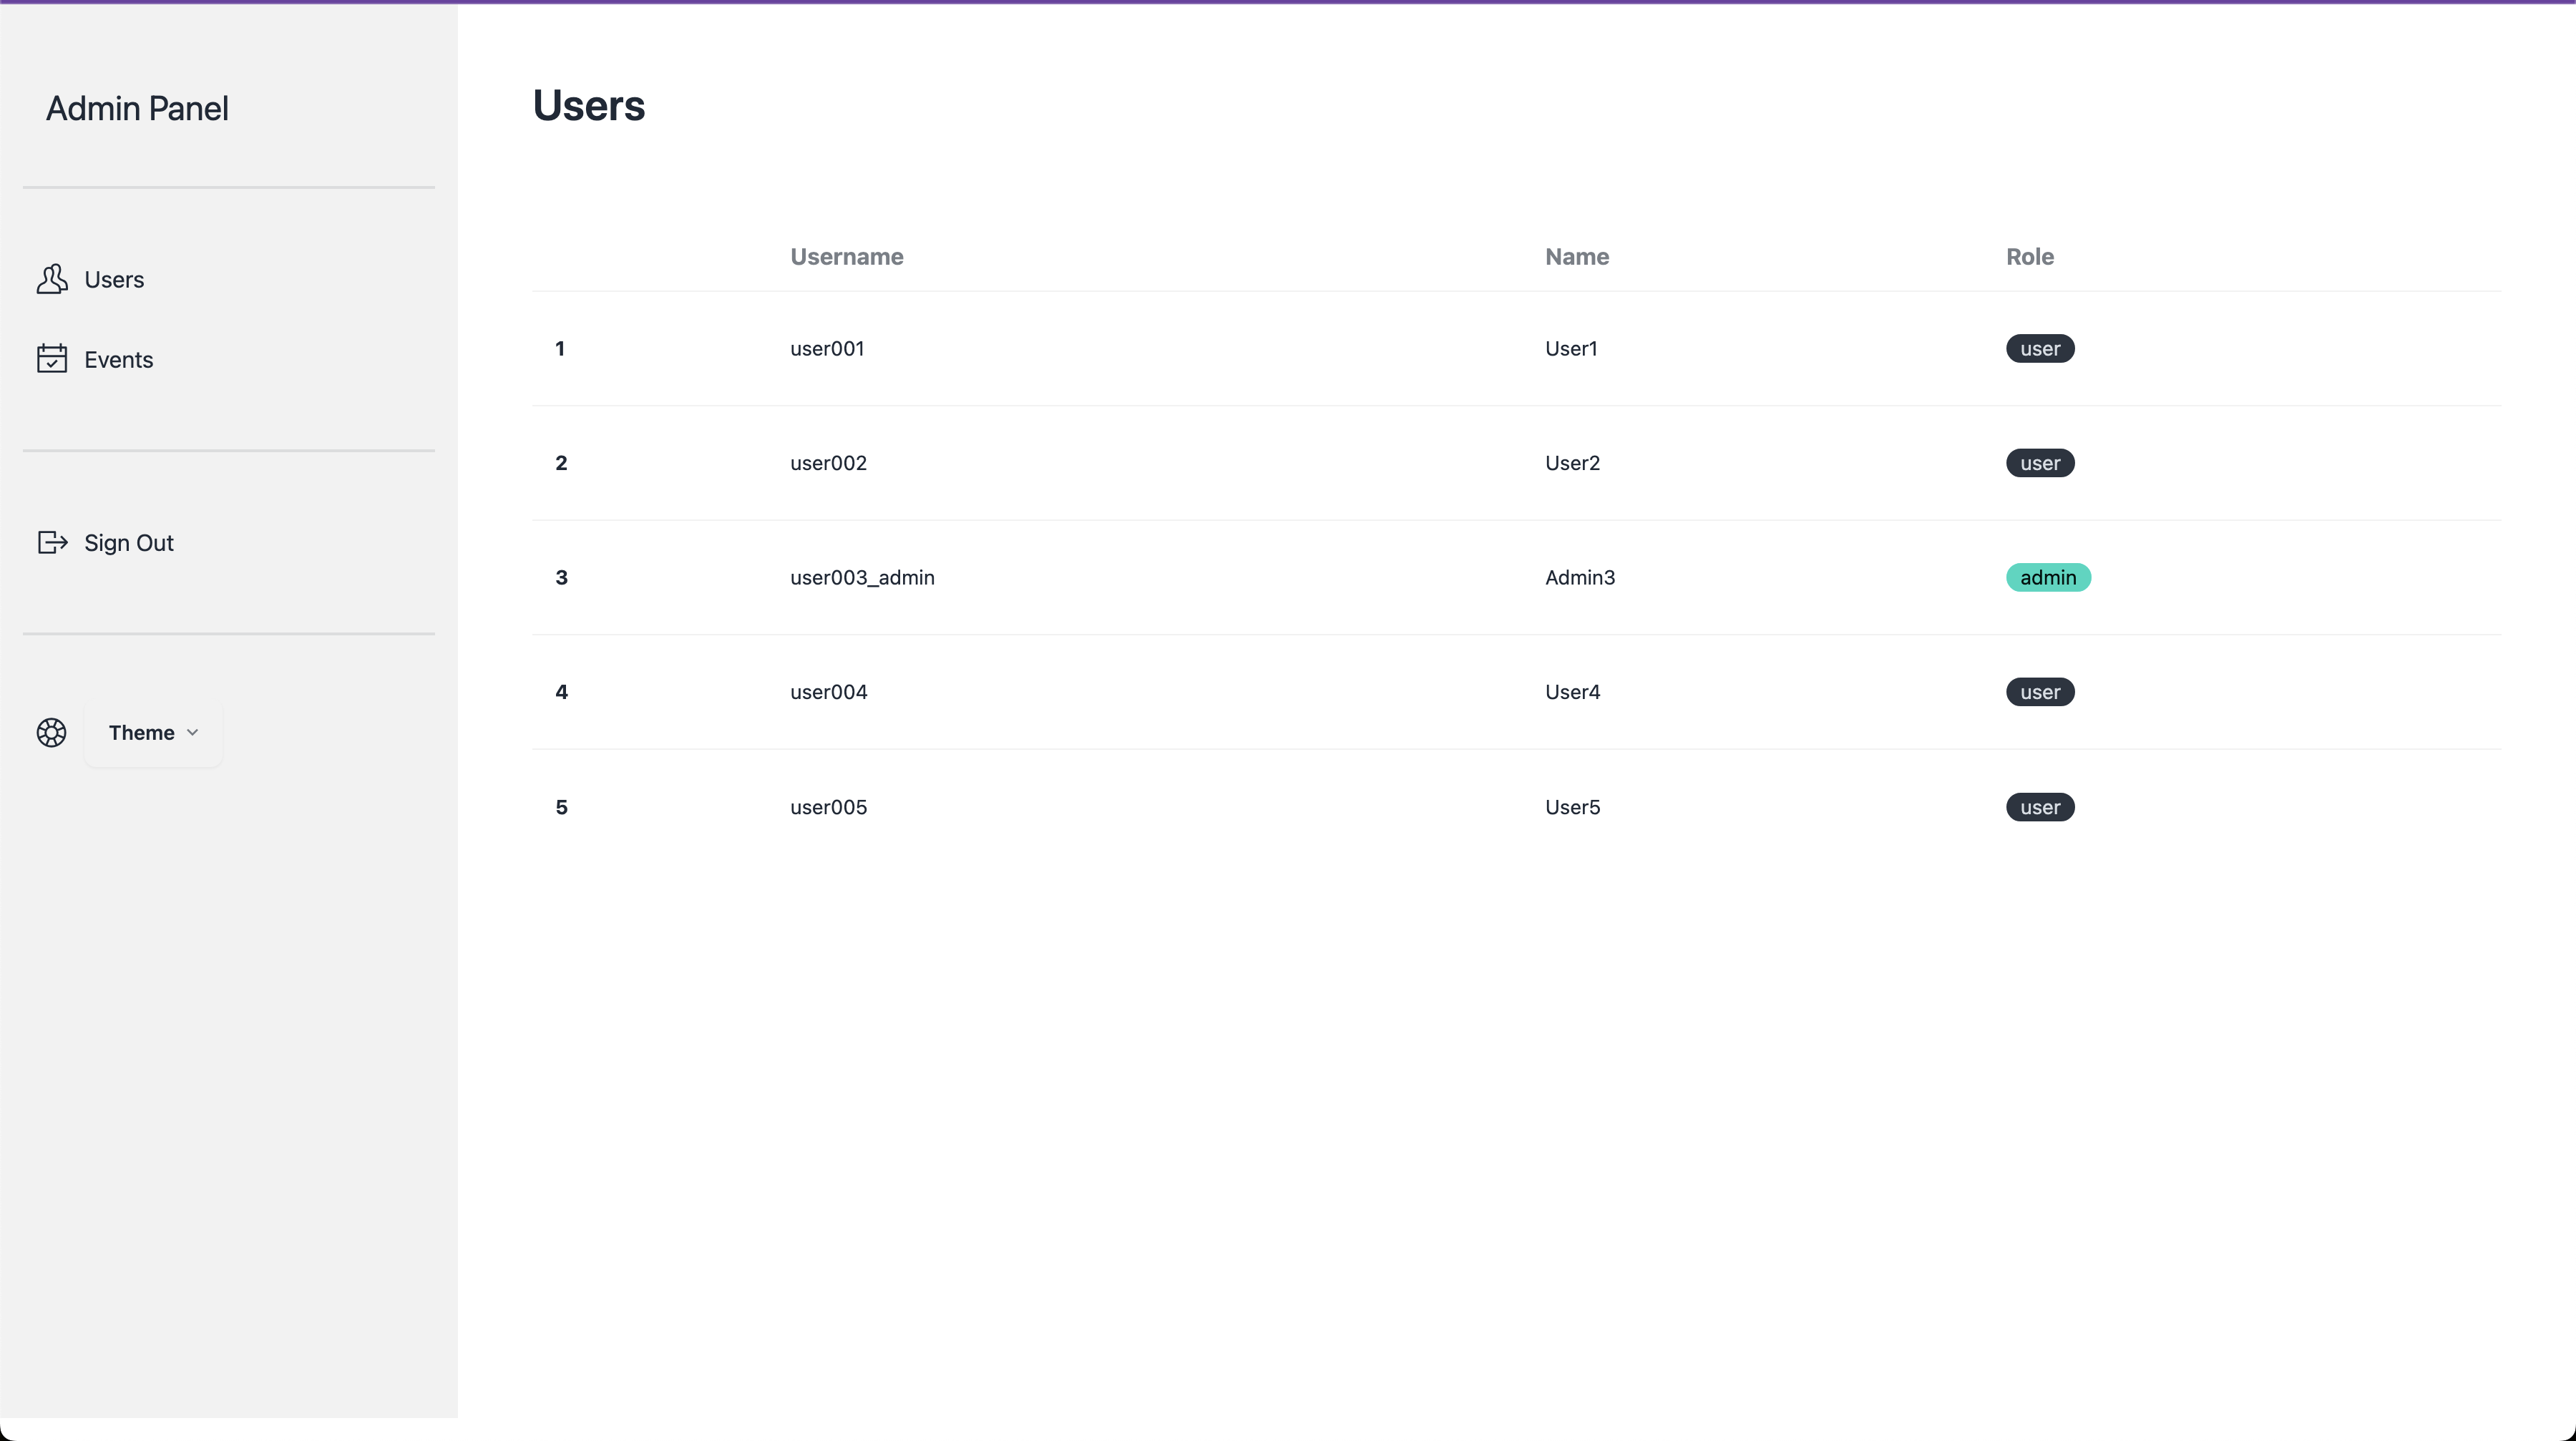 Admin Panel
Users
Events
Sign Out
Theme
Users
Username Name Role
1 user001 User1 user
2 user002 User2 user
3 user003_admin Admin3 admin
4 user004 User4 user
5 user005 User5 user